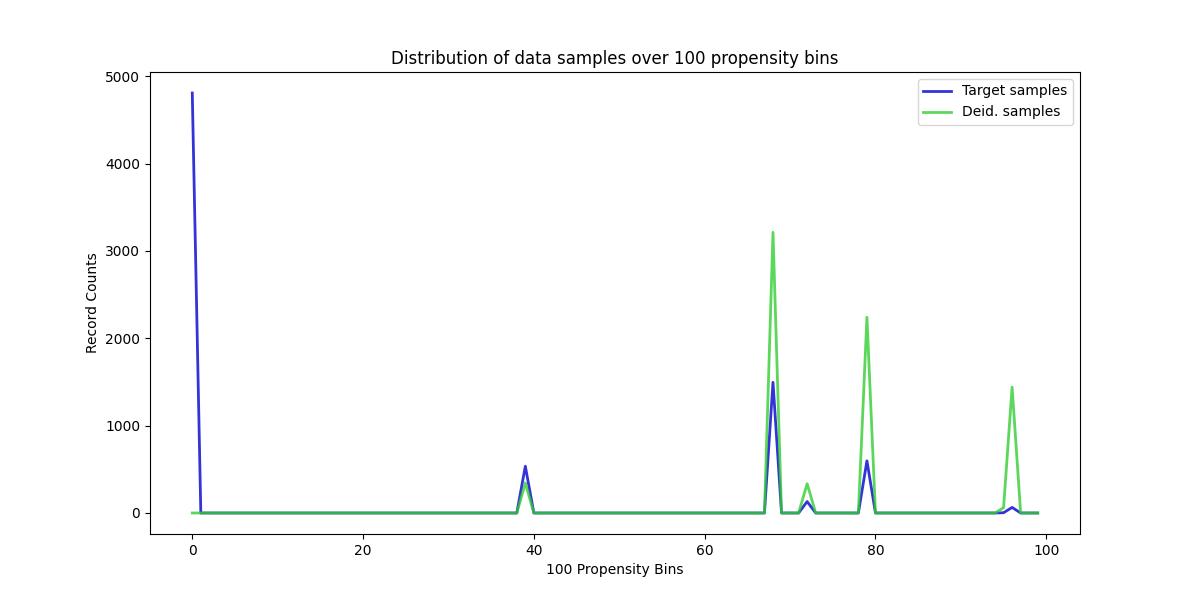 Distribution of data samples over 100 propensity bins
Target samples
Deid. samples
5000
4000
3000
2000
1000
0
Record Counts
0 20 40 60 80 100
100 Propensity Bins